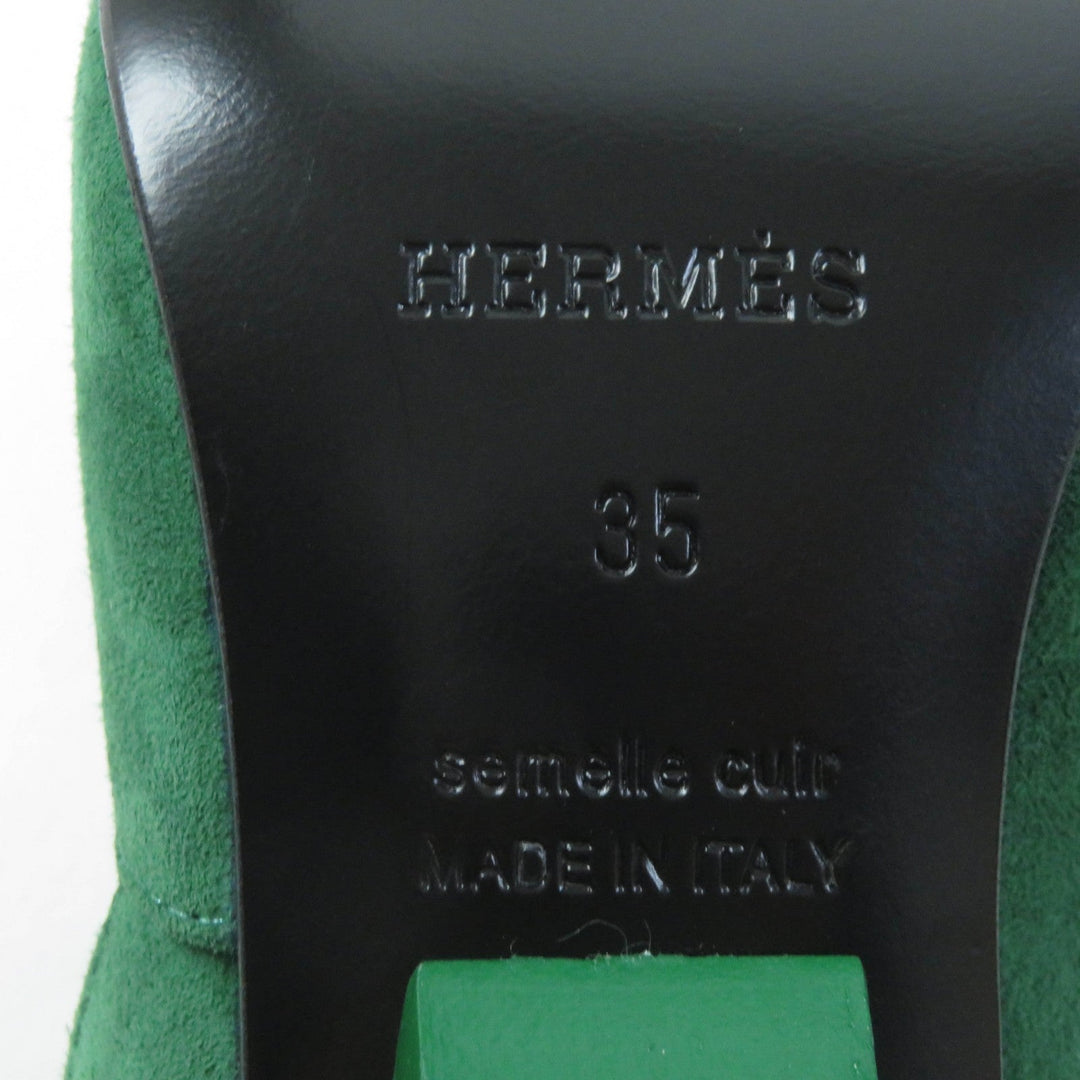 HERMÈS
35
semelle cuir
MADE IN ITALY